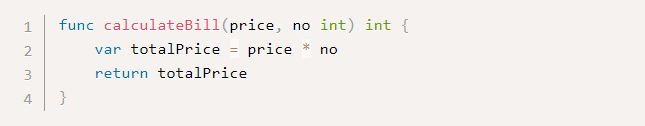 1 func calculateBill(price, no int) int {
2     var totalPrice = price * no
3     return totalPrice
4 }